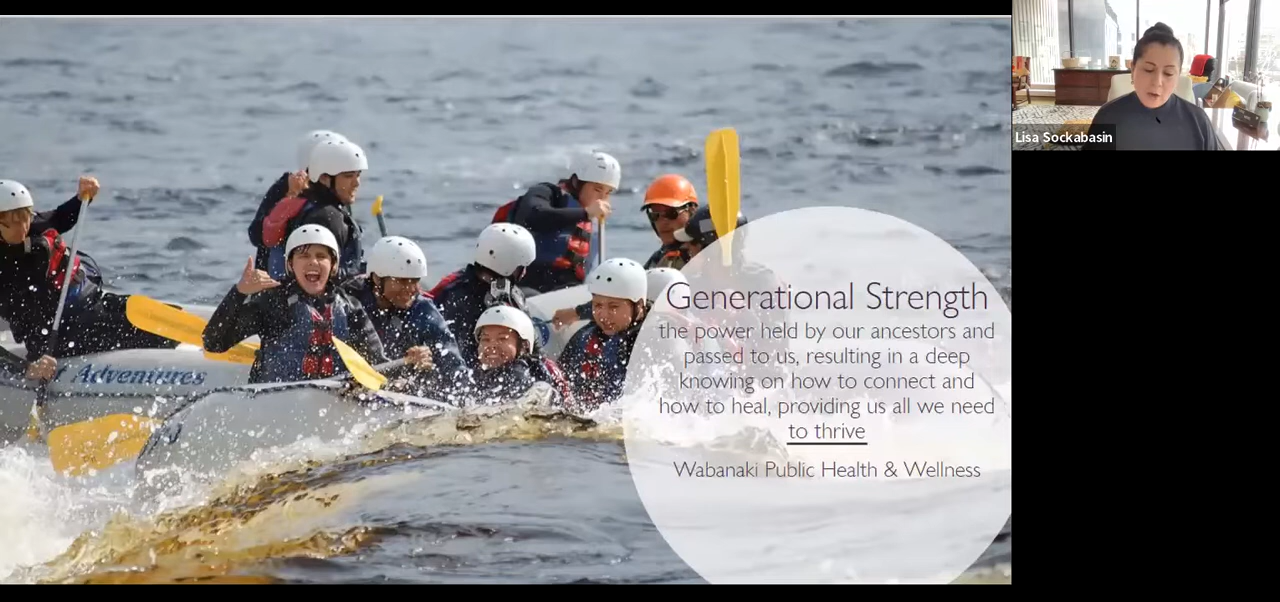 Lisa Sockabasin
Generational Strength
the power held by our ancestors and
passed to us, resulting in a deep
knowing on how to connect and
how to heal, providing us all we need
to thrive
Wabanaki Public Health & Wellness
Adventures